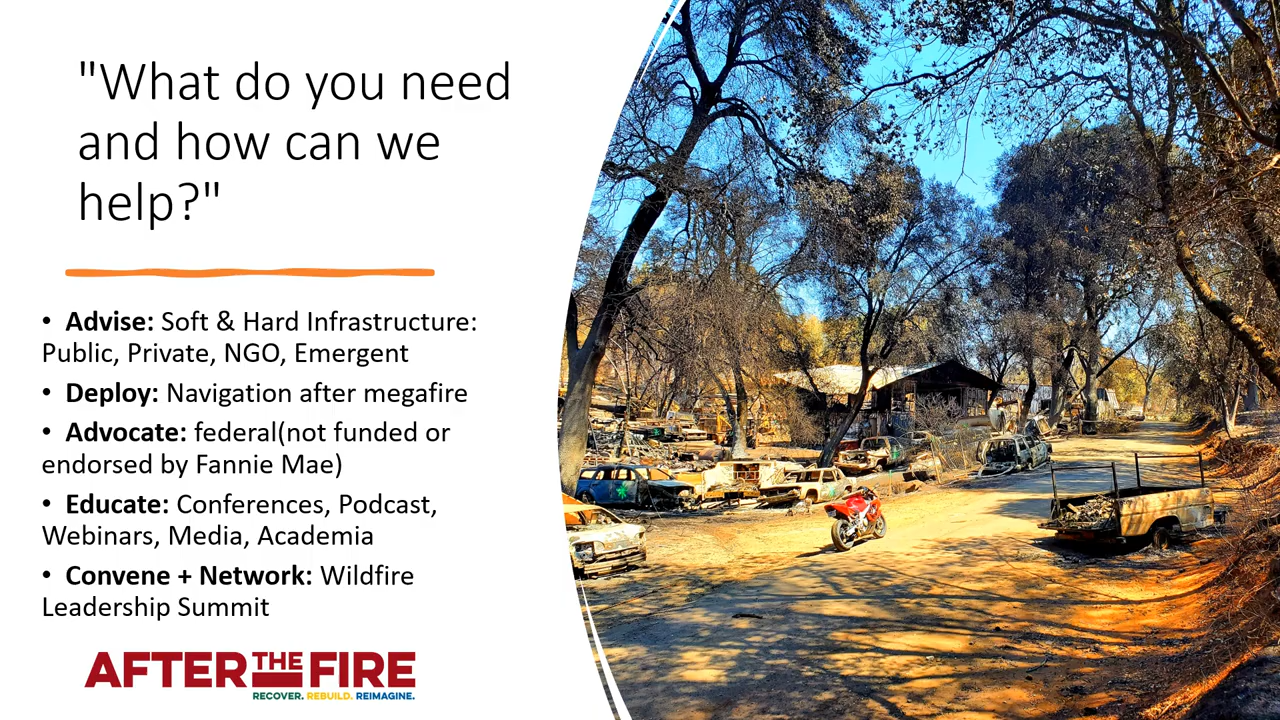 "What do you need
and how can we
help?"
• Advise: Soft & Hard Infrastructure:
Public, Private, NGO, Emergent
• Deploy: Navigation after megafire
• Advocate: federal(not funded or
endorsed by Fannie Mae)
• Educate: Conferences, Podcast,
Webinars, Media, Academia
• Convene + Network: Wildfire
Leadership Summit
AFTER THE FIRE
RECOVER. REBUILD. REIMAGINE.